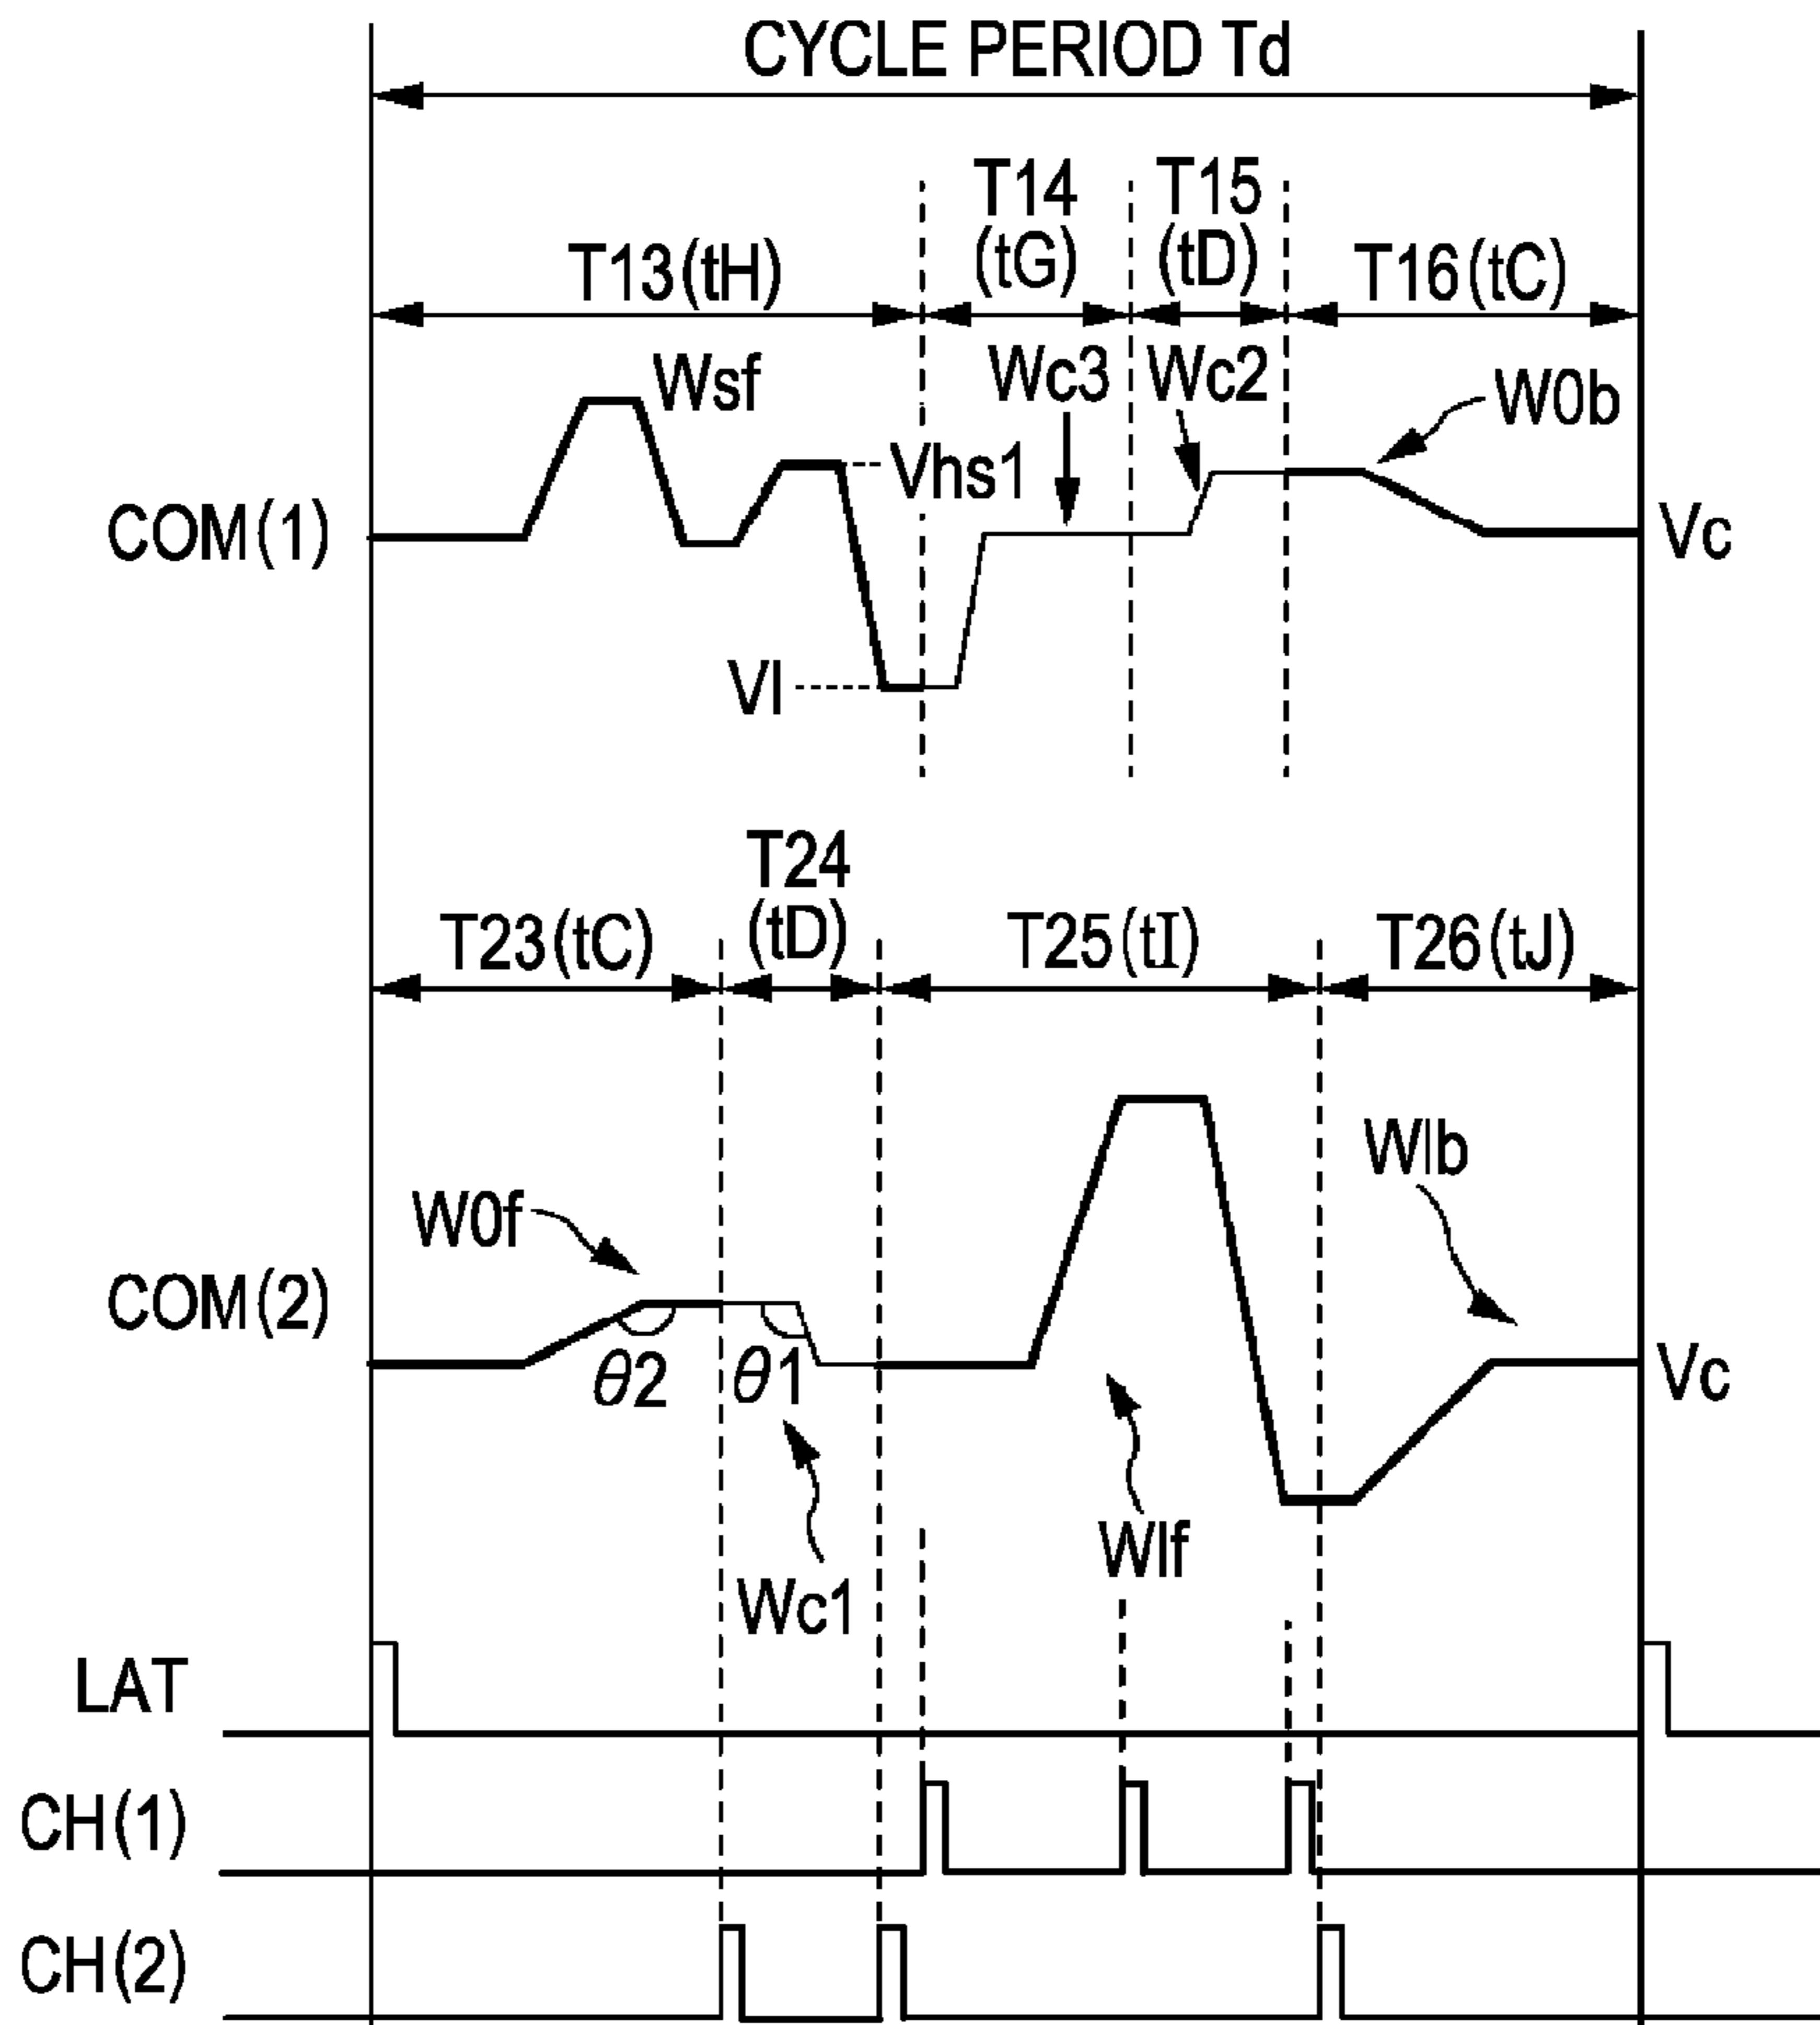 CYCLE PERIOD Td
T14
(tG)
T15
(tD)
T13(tH)
T16(tC)
Wsf
Wc3
Wc2
W0b
Vhs1
COM(1)
Vc
Vl
T24
(tD)
T23(tC)
T25(tI)
T26(tJ)
Wlb
W0f
COM(2)
θ2
θ1
Vc
Wlf
Wc1
LAT
CH(1)
CH(2)